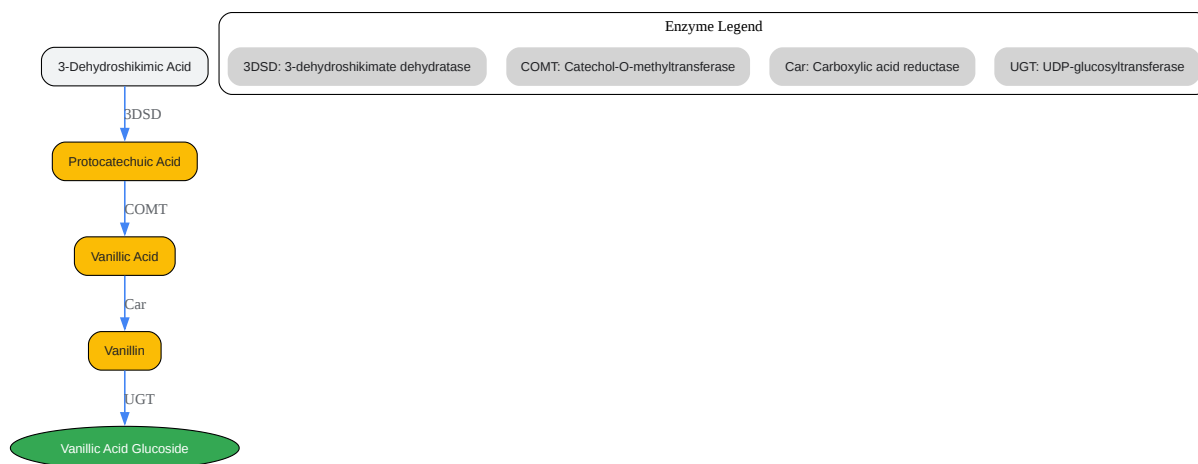 Enzyme Legend
3-Dehydroshikimic Acid
3DSD: 3-dehydroshikimate dehydratase
COMT: Catechol-O-methyltransferase
Car: Carboxylic acid reductase
UGT: UDP-glucosyltransferase
3DSD
Protocatechuic Acid
COMT
Vanillic Acid
Car
Vanillin
UGT
Vanillic Acid Glucoside